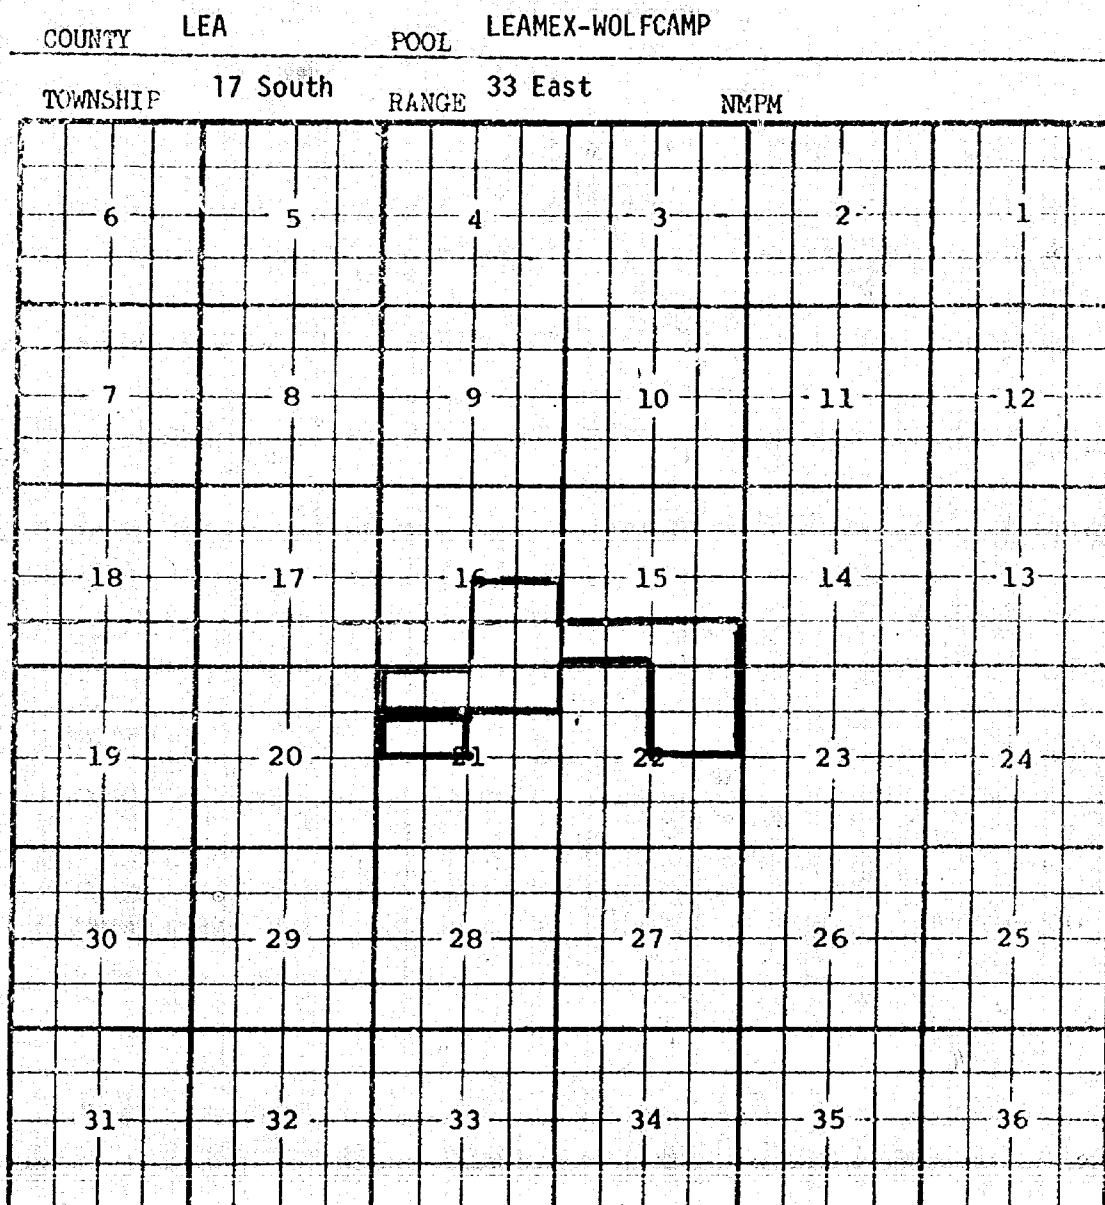 COUNTY LEA POOL LEAMEX-WOLFCAMP
TOWNSHIP 17 South RANGE 33 East NMPM
6 5 4 3 2 1
7 8 9 10 11 12
18 17 16 15 14 13
19 20 21 22 23 24
30 29 28 27 26 25
31 32 33 34 35 36